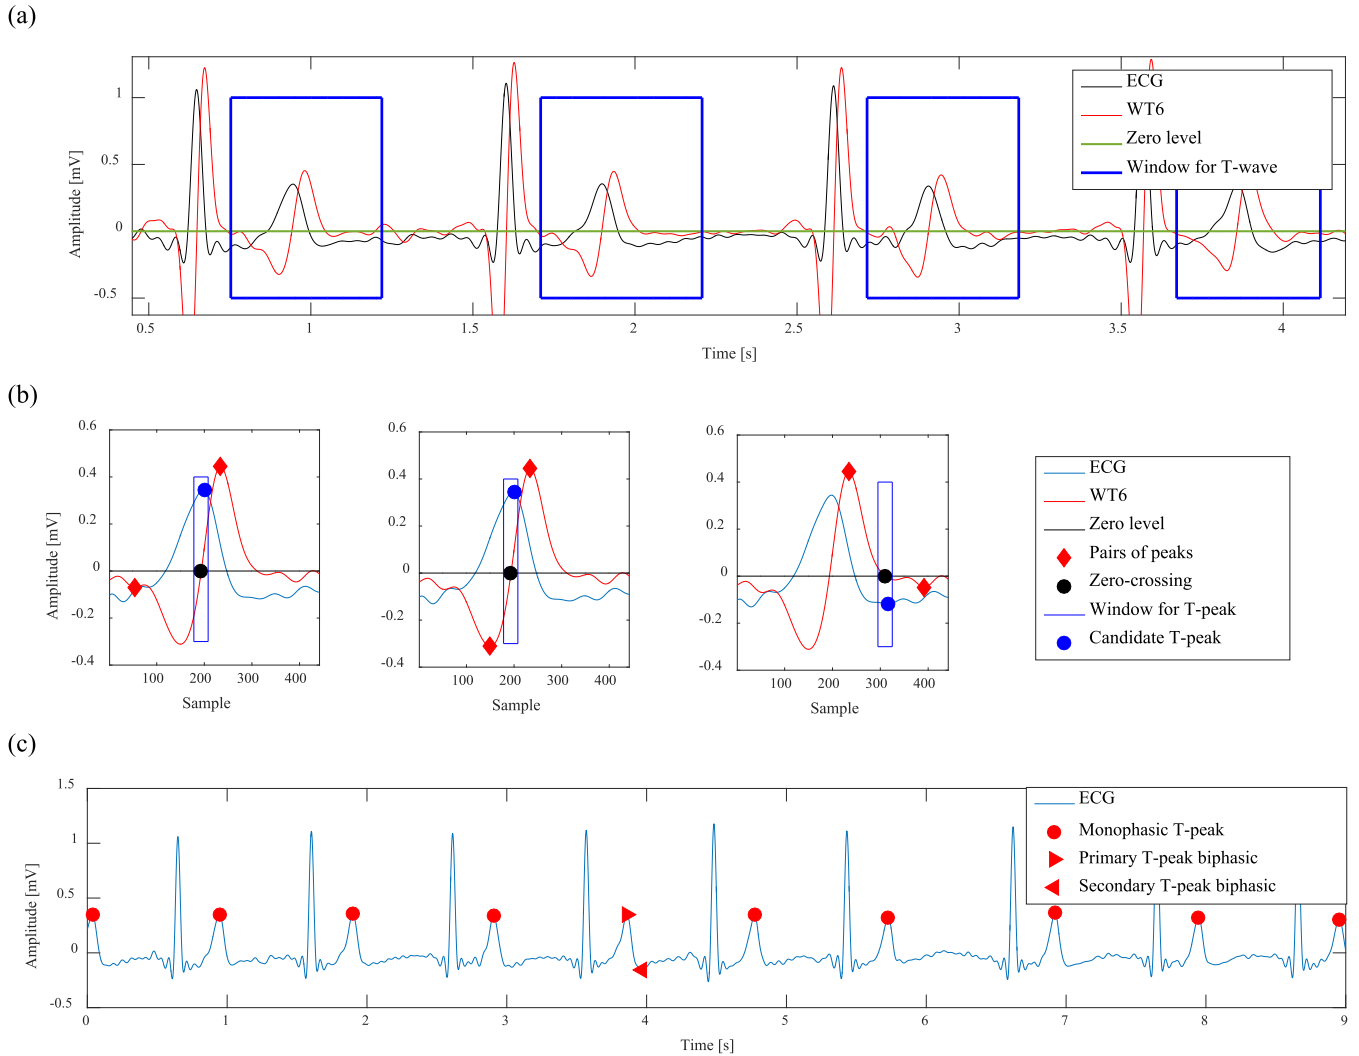 (a)
1
0.5
0
-0.5
Amplitude [mV]
0.5
1
1.5
2
2.5
3
3.5
4
Time [s]
ECG
WT6
Zero level
Window for T-wave
(b)
0.6
0.4
0.2
0
-0.2
-0.4
Amplitude [mV]
100
200
300
400
Sample
0.6
0.4
0.2
0
-0.2
-0.4
100
200
300
400
Sample
0.6
0.4
0.2
0
-0.2
-0.4
100
200
300
400
Sample
ECG
WT6
Zero level
Pairs of peaks
Zero-crossing
Window for T-peak
Candidate T-peak
(c)
1.5
1
0.5
0
-0.5
Amplitude [mV]
0
1
2
3
4
5
6
7
8
9
Time [s]
ECG
Monophasic T-peak
Primary T-peak biphasic
Secondary T-peak biphasic